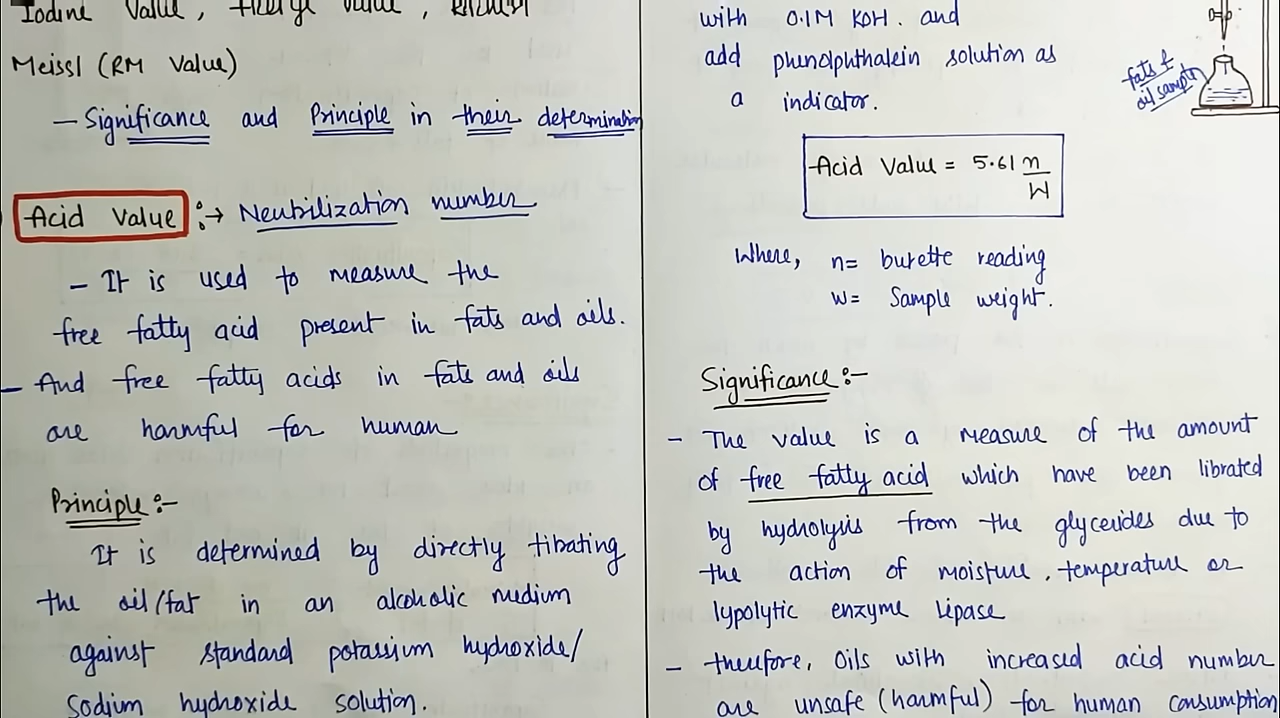 Iodine Value, Value,
Meissl (RM Value)
– Significance and Principle in their determination
Acid Value :→ Neutrilization number
– It is used to measure the
free fatty acid present in fats and oils.
– And free fatty acids in fats and oils
are harmful for human
Principle :-
It is determined by directly titrating
the oil/fat in an alcoholic medium
against standard potassium hydroxide/
Sodium hydroxide solution.
with 0.1M KOH. and
add phenolphthalein solution as
a indicator.
fats &
oil sample
Acid Value = 5.61 n/W
Where, n= burette reading
w= Sample weight.
Significance :-
– The value is a measure of the amount
of free fatty acid which have been librated
by hydrolysis from the glycerides due to
the action of moisture, temperature or
lypolytic enzyme lipase
– therefore, Oils with increased acid number
are unsafe (harmful) for human consumption